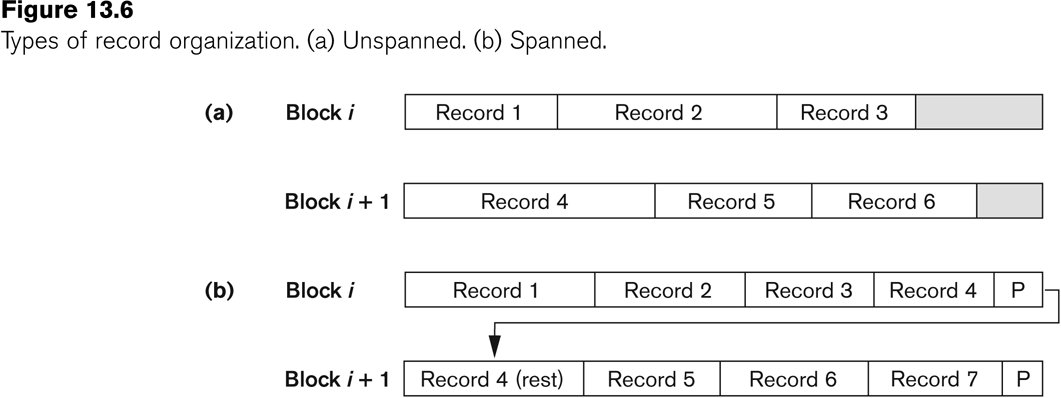 Figure 13.6
Types of record organization. (a) Unspanned. (b) Spanned.
(a) Block i Record 1 Record 2 Record 3
Block i + 1 Record 4 Record 5 Record 6
(b) Block i Record 1 Record 2 Record 3 Record 4 P
Block i + 1 Record 4 (rest) Record 5 Record 6 Record 7 P